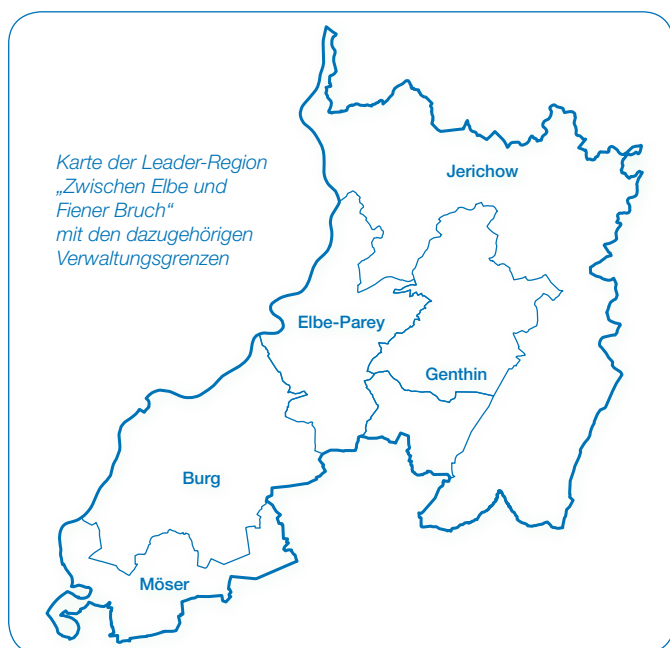 Karte der Leader-Region
„Zwischen Elbe und
Fiener Bruch“
mit den dazugehörigen
Verwaltungsgrenzen
Jerichow
Elbe-Parey
Genthin
Burg
Möser